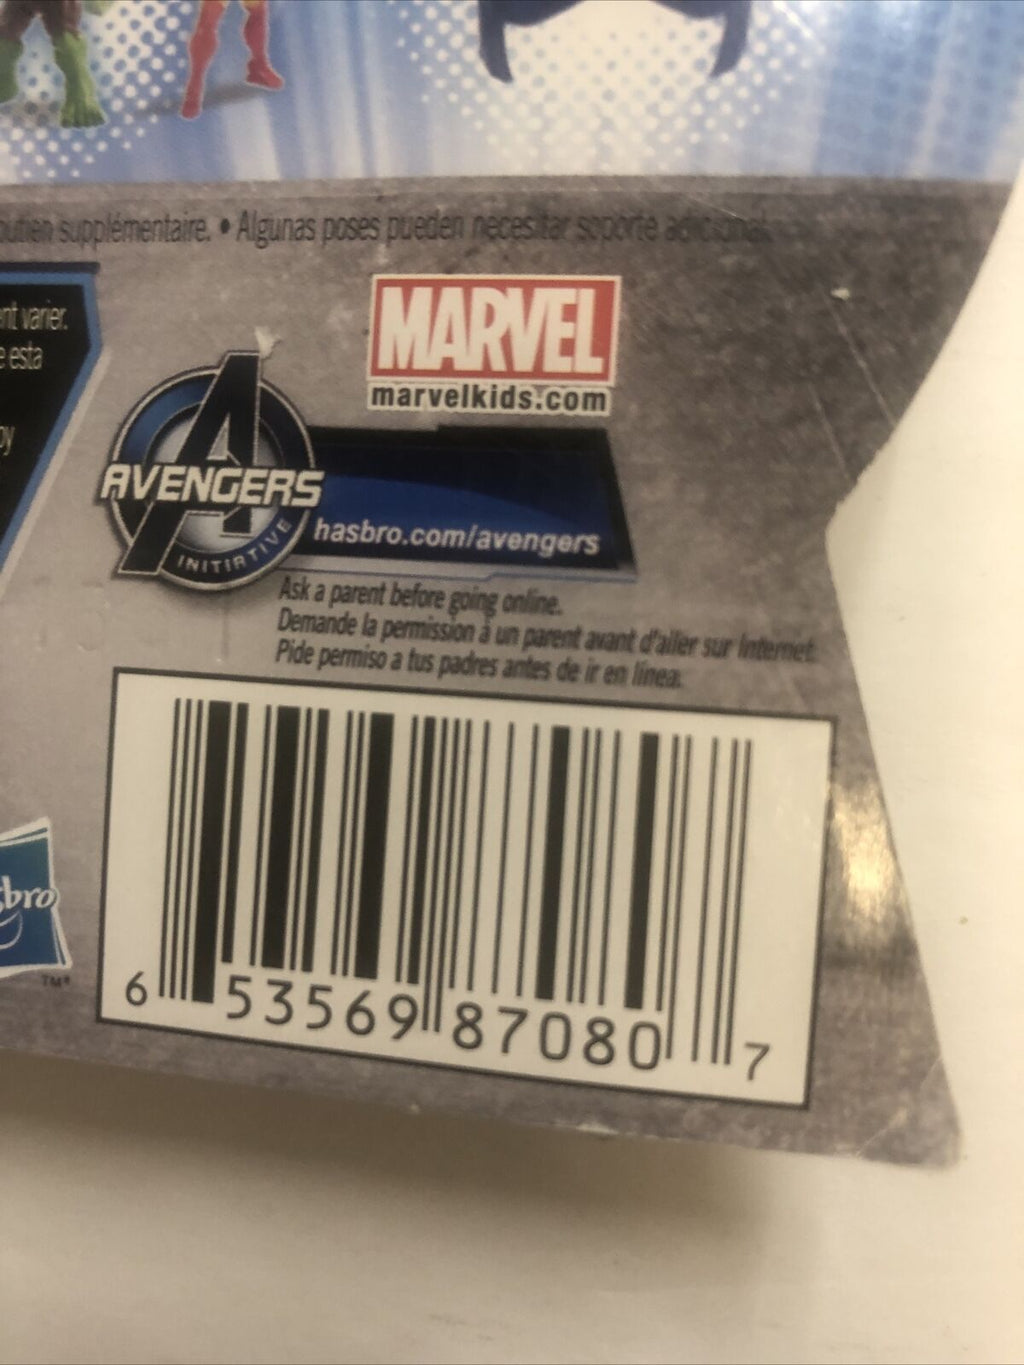 supplémentaire. • Algunas poses pueden necesitar soporte adicional.
nt varier.
e esta
MARVEL
marvelkids.com
AVENGERS
INITIATIVE
hasbro.com/avengers
Ask a parent before going online.
Demande la permission à un parent avant d'aller sur Internet.
Pide permiso a tus padres antes de ir en línea.
bro
TM®
6 53569 87080 7